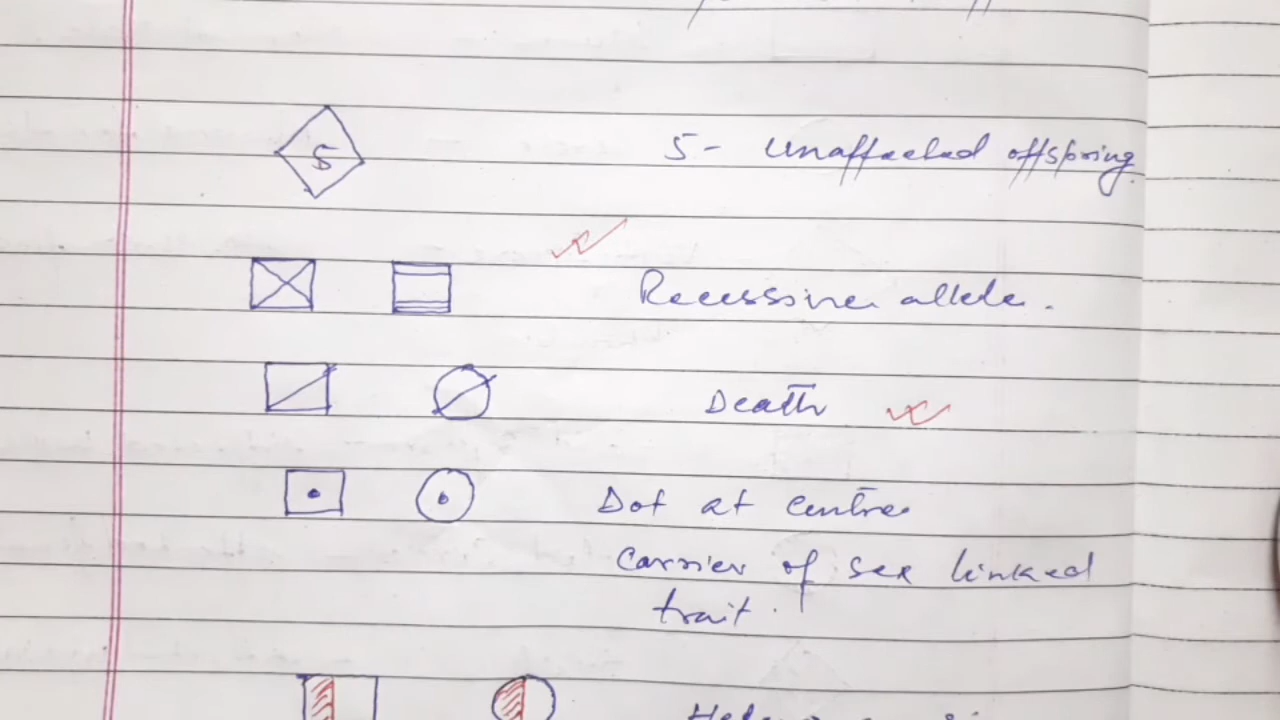 5
5 - Unaffected offspring.
Recessive allele.
Death
Dot at centre
Carrier of sex linked
trait.